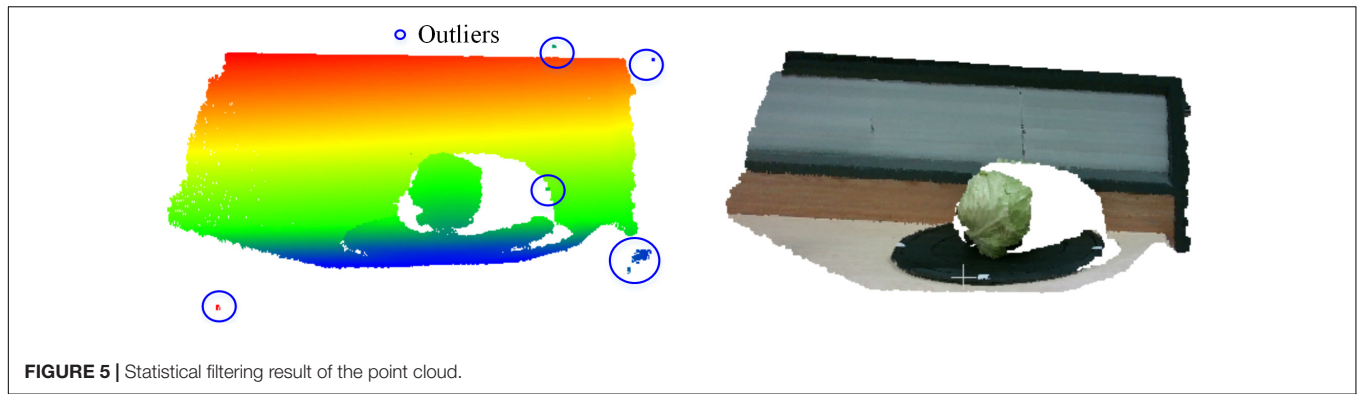 Outliers
FIGURE 5 | Statistical filtering result of the point cloud.